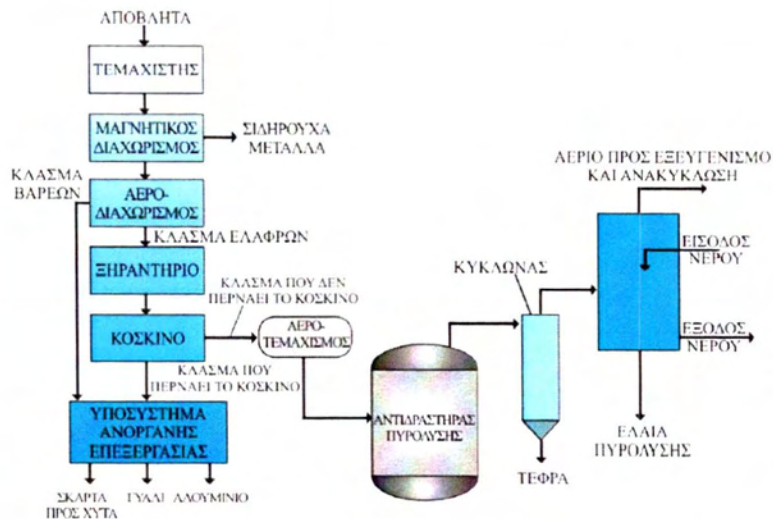 ΑΠΟΒΛΗΤΑ
ΤΕΜΑΧΙΣΤΗΣ
ΜΑΓΝΗΤΙΚΟΣ
ΔΙΑΧΩΡΙΣΜΟΣ
ΣΙΔΗΡΟΥΧΑ
ΜΕΤΑΛΛΑ
ΚΛΑΣΜΑ
ΒΑΡΕΩΝ
ΑΕΡΟ-
ΔΙΑΧΩΡΙΣΜΟΣ
ΚΛΑΣΜΑ ΕΛΑΦΡΩΝ
ΞΗΡΑΝΤΗΡΙΟ
ΚΛΑΣΜΑ ΠΟΥ ΔΕΝ
ΠΕΡΝΑΕΙ ΤΟ ΚΟΣΚΙΝΟ
ΚΟΣΚΙΝΟ
ΑΕΡΟ-
ΤΕΜΑΧΙΣΜΟΣ
ΚΛΑΣΜΑ ΠΟΥ
ΠΕΡΝΑΕΙ ΤΟ ΚΟΣΚΙΝΟ
ΥΠΟΣΥΣΤΗΜΑ
ΑΝΟΡΓΑΝΗΣ
ΕΠΕΞΕΡΓΑΣΙΑΣ
ΣΚΑΡΤΑ
ΠΡΟΣ ΧΥΤΑ
ΓΥΑΛΙ
ΑΛΟΥΜΙΝΙΟ
ΑΝΤΙΔΡΑΣΤΗΡΑΣ
ΠΥΡΟΛΥΣΗΣ
ΚΥΚΛΩΝΑΣ
ΤΕΦΡΑ
ΑΕΡΙΟ ΠΡΟΣ ΕΞΕΥΓΕΝΙΣΜΟ
ΚΑΙ ΑΝΑΚΥΚΛΩΣΗ
ΕΙΣΟΔΟΣ
ΝΕΡΟΥ
ΕΞΟΔΟΣ
ΝΕΡΟΥ
ΕΛΑΙΑ
ΠΥΡΟΛΥΣΗΣ